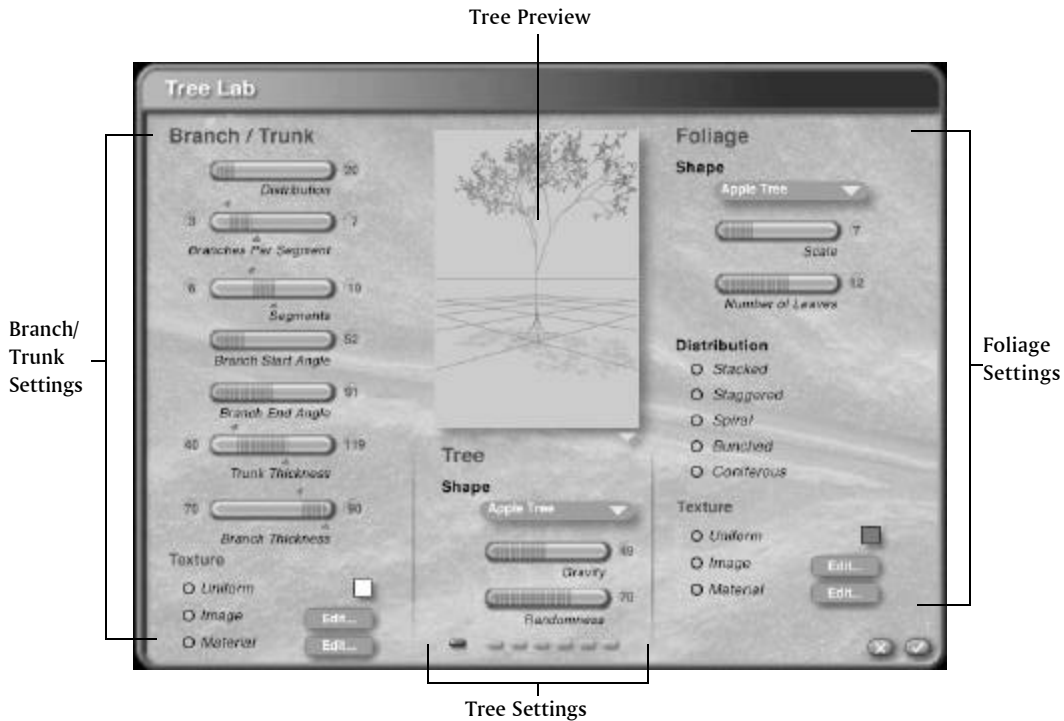 Tree Preview
Tree Lab
Branch / Trunk
20
Distribution
3 7
Branches Per Segment
6 10
Segments
52
Branch Start Angle
91
Branch End Angle
40 119
Trunk Thickness
70 90
Branch Thickness
Texture
Uniform
Image Edit...
Material Edit...
Tree
Shape
Apple Tree
Gravity
Randomness
Foliage
Shape
Apple Tree
7
Scale
12
Number of Leaves
Distribution
Stacked
Staggered
Spiral
Bunched
Coniferous
Texture
Uniform
Image Edit...
Material Edit...
Branch/
Trunk
Settings
Foliage
Settings
Tree Settings